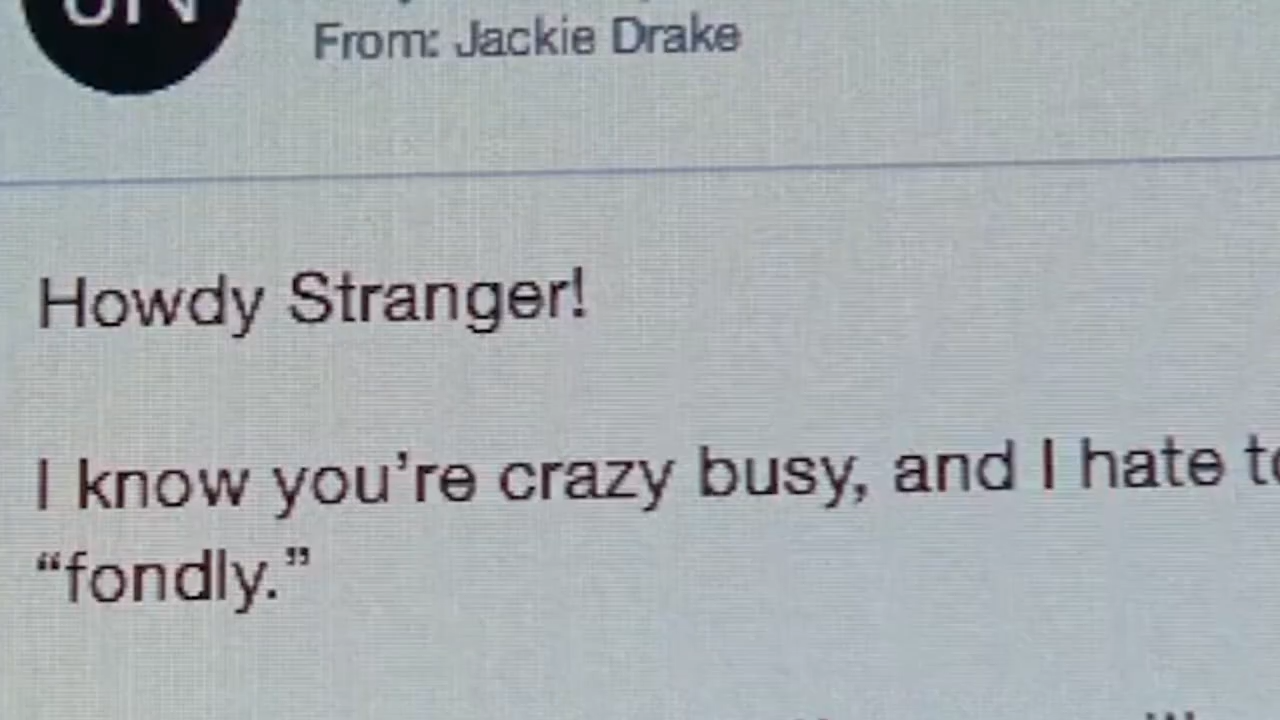 From: Jackie Drake
Howdy Stranger!
I know you’re crazy busy, and I hate
“fondly.”